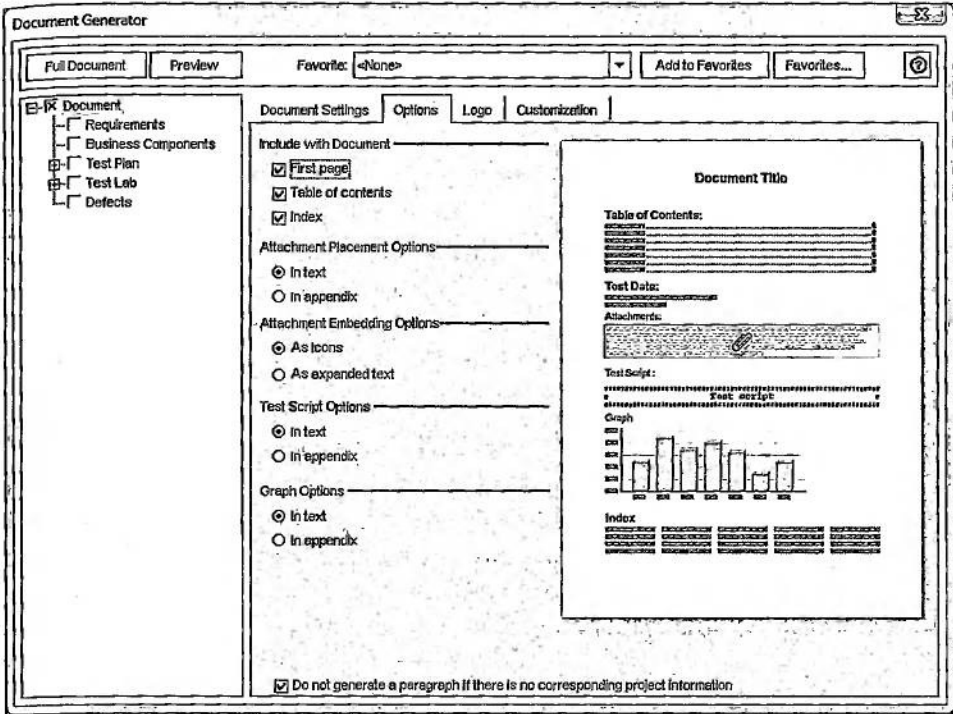 Document Generator
Full Document Preview Favorite: <None> Add to Favorites Favorites...
Document
Requirements
Business Components
Test Plan
Test Lab
Defects
Document Settings Options Logo Customization
Include with Document
First page
Table of contents
Index
Attachment Placement Options
In text
In appendix
Attachment Embedding Options
As icons
As expanded text
Test Script Options
In text
In appendix
Graph Options
In text
In appendix
Document Title
Table of Contents:
Test Data:
Attachments:
Test Script:
Test script
Graph
Index
Do not generate a paragraph if there is no corresponding project information